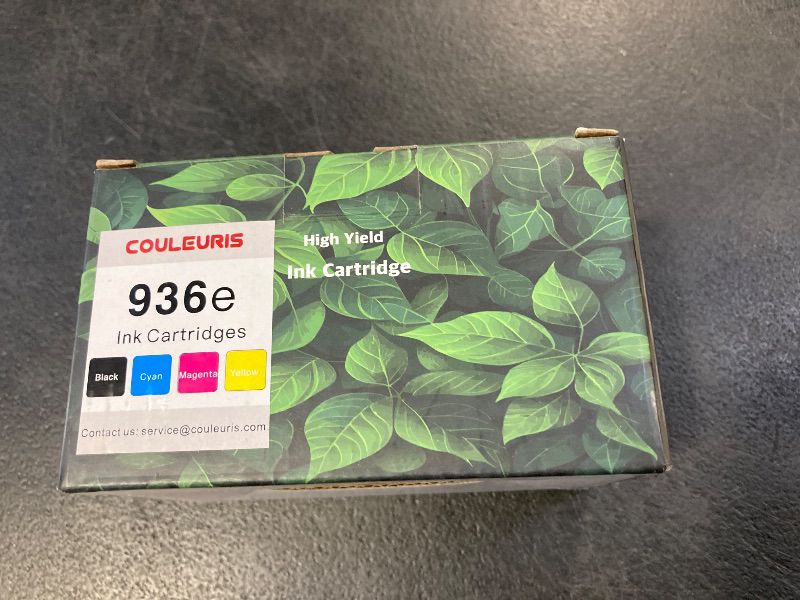 COULEURIS
936e
Ink Cartridges
Black Cyan Magenta Yellow
Contact us: service@couleuris.com
High Yield
Ink Cartridge